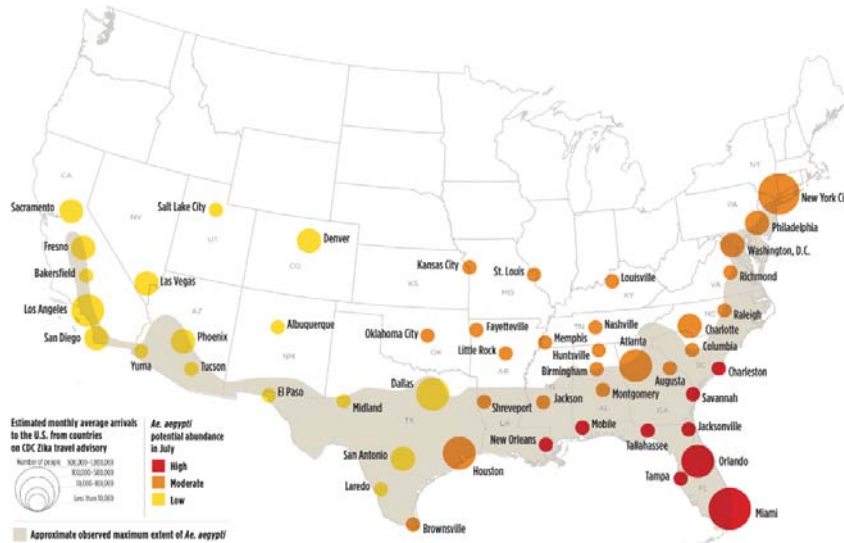 CA
NV
UT
AZ
CO
NM
KS
OK
TX
MO
AR
LA
TN
KY
AL
GA
FL
SC
NC
VA
PA
NY
Sacramento
Fresno
Bakersfield
Los Angeles
San Diego
Las Vegas
Salt Lake City
Denver
Phoenix
Yuma
Tucson
Albuquerque
El Paso
Midland
Dallas
San Antonio
Laredo
Houston
Brownsville
Oklahoma City
Kansas City
St. Louis
Fayetteville
Little Rock
Shreveport
Jackson
Memphis
Nashville
Louisville
Huntsville
Birmingham
Atlanta
Montgomery
Augusta
New Orleans
Mobile
Tallahassee
Tampa
Orlando
Miami
Jacksonville
Savannah
Charleston
Columbia
Charlotte
Raleigh
Richmond
Washington, D.C.
Philadelphia
New York Ci
Estimated monthly average arrivals
to the U.S. from countries
on CDC Zika travel advisory
Number of people
Less than 10,000
Ae. aegypti
potential abundance
in July
High
Moderate
Low
Approximate observed maximum extent of Ae. aegypti